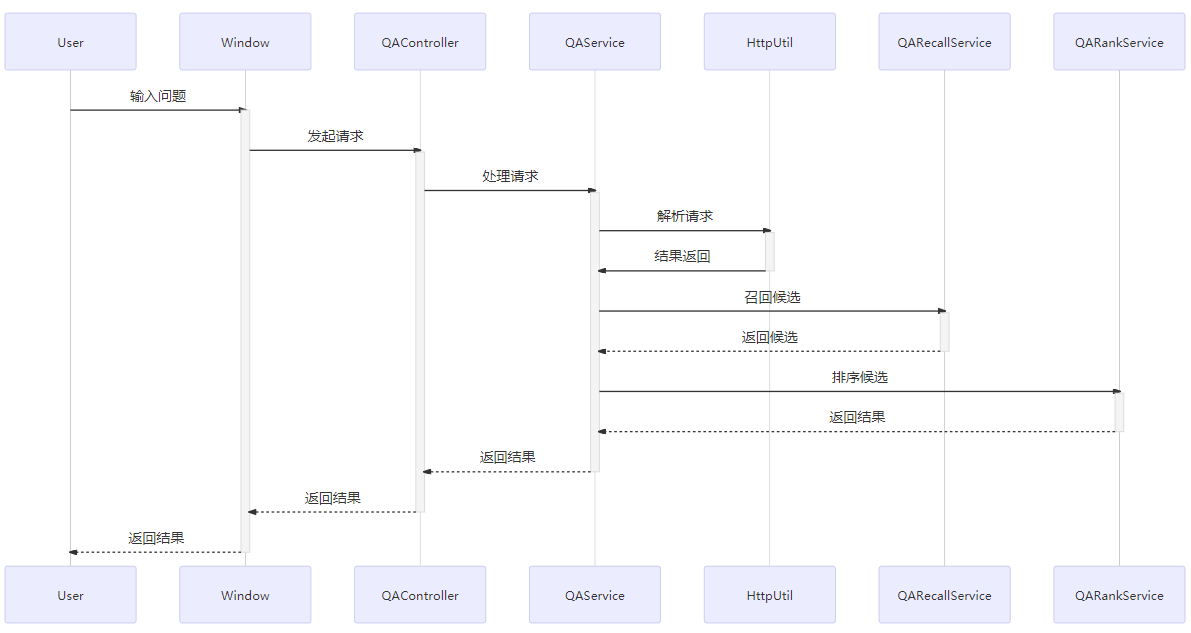 User Window QAController QAService HttpUtil QARecallService QARankService
输入问题
发起请求
处理请求
解析请求
结果返回
召回候选
返回候选
排序候选
返回结果
返回结果
返回结果
返回结果
User Window QAController QAService HttpUtil QARecallService QARankService